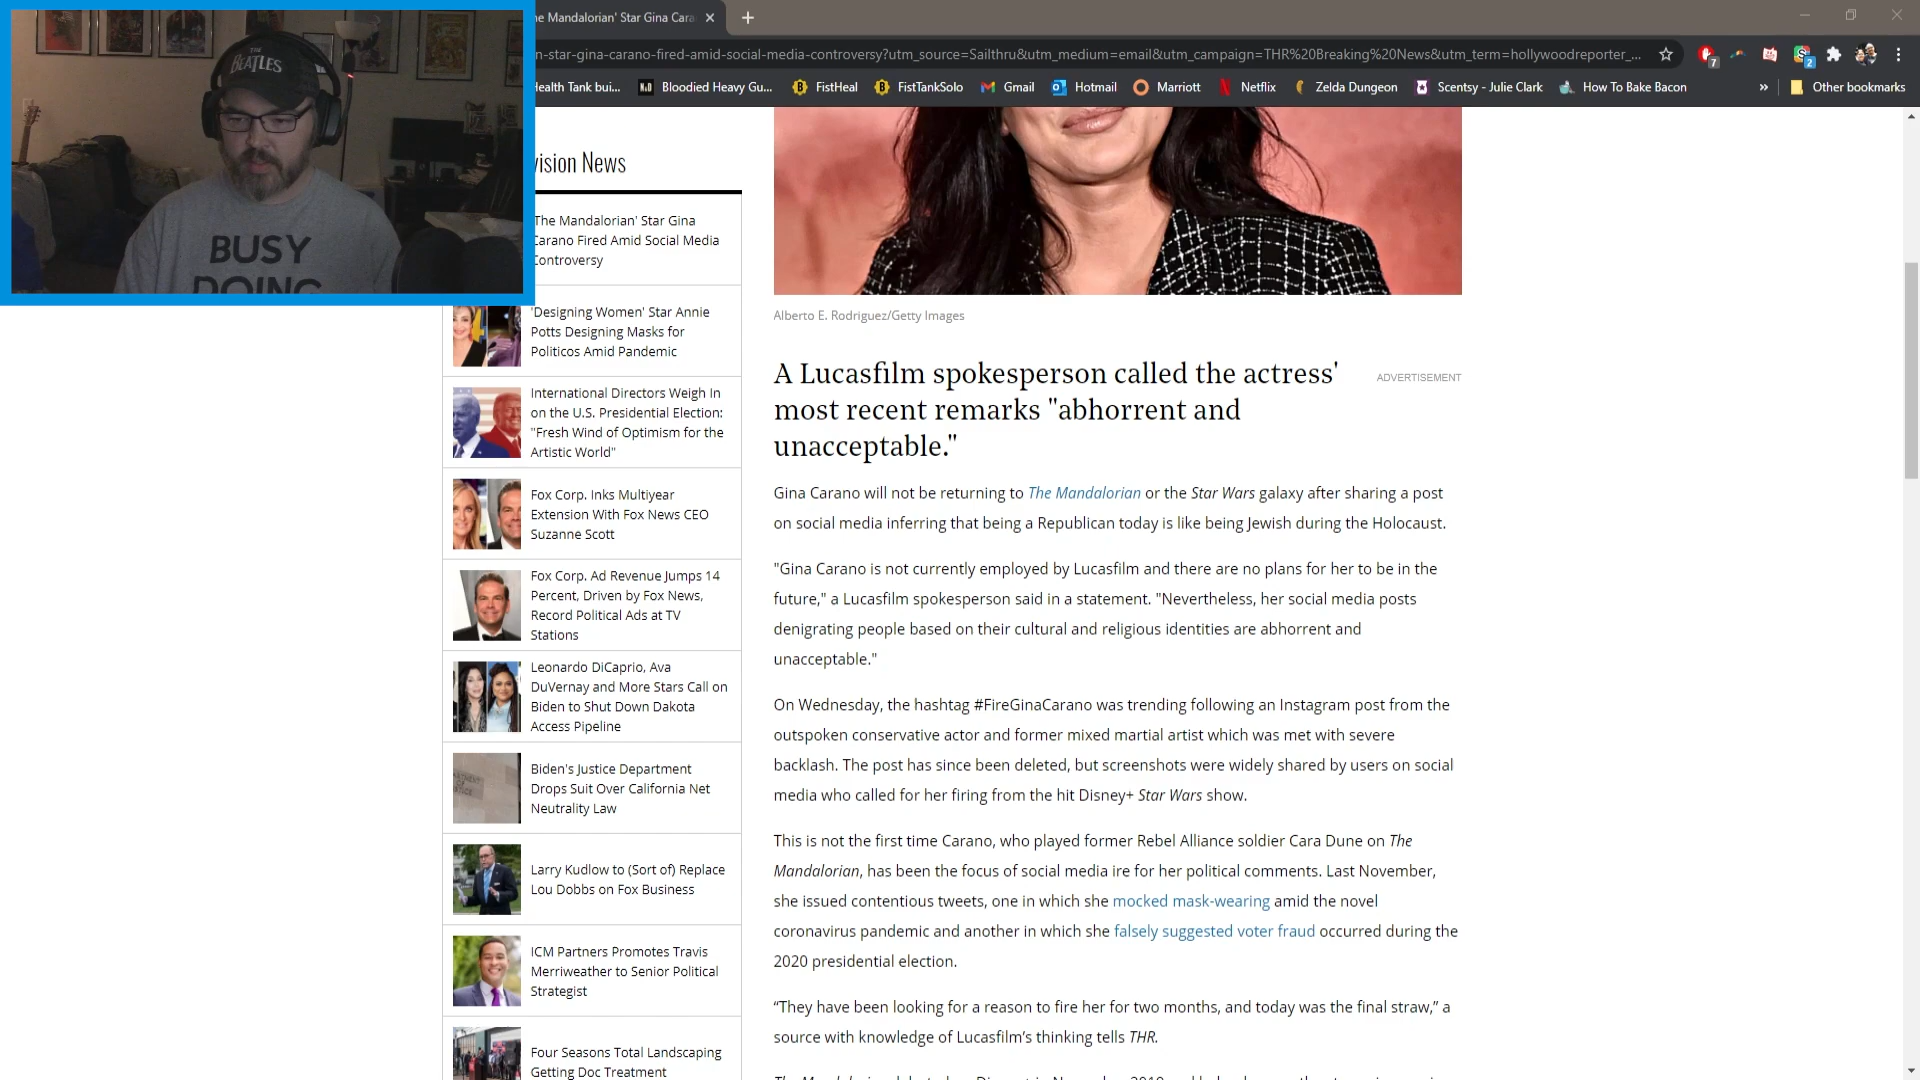 he Mandalorian' Star Gina Cara
n-star-gina-carano-fired-amid-social-media-controversy?utm_source=Sailthru&utm_medium=email&utm_campaign=THR%20Breaking%20News&utm_term=hollywoodreporter_...
7
2
Health Tank bui...
Bloodied Heavy Gu...
FistHeal
FistTankSolo
Gmail
Hotmail
Marriott
Netflix
Zelda Dungeon
Scentsy - Julie Clark
How To Bake Bacon
»
Other bookmarks
THE
BEATLES
BUSY
DOING
vision News
'The Mandalorian' Star Gina
Carano Fired Amid Social Media
Controversy
'Designing Women' Star Annie
Potts Designing Masks for
Politicos Amid Pandemic
International Directors Weigh In
on the U.S. Presidential Election:
"Fresh Wind of Optimism for the
Artistic World"
Fox Corp. Inks Multiyear
Extension With Fox News CEO
Suzanne Scott
Fox Corp. Ad Revenue Jumps 14
Percent, Driven by Fox News,
Record Political Ads at TV
Stations
Leonardo DiCaprio, Ava
DuVernay and More Stars Call on
Biden to Shut Down Dakota
Access Pipeline
Biden's Justice Department
Drops Suit Over California Net
Neutrality Law
Larry Kudlow to (Sort of) Replace
Lou Dobbs on Fox Business
ICM Partners Promotes Travis
Merriweather to Senior Political
Strategist
Four Seasons Total Landscaping
Getting Doc Treatment
Alberto E. Rodriguez/Getty Images
A Lucasfilm spokesperson called the actress'
most recent remarks "abhorrent and
unacceptable."
ADVERTISEMENT
Gina Carano will not be returning to The Mandalorian or the Star Wars galaxy after sharing a post
on social media inferring that being a Republican today is like being Jewish during the Holocaust.
"Gina Carano is not currently employed by Lucasfilm and there are no plans for her to be in the
future," a Lucasfilm spokesperson said in a statement. "Nevertheless, her social media posts
denigrating people based on their cultural and religious identities are abhorrent and
unacceptable."
On Wednesday, the hashtag #FireGinaCarano was trending following an Instagram post from the
outspoken conservative actor and former mixed martial artist which was met with severe
backlash. The post has since been deleted, but screenshots were widely shared by users on social
media who called for her firing from the hit Disney+ Star Wars show.
This is not the first time Carano, who played former Rebel Alliance soldier Cara Dune on The
Mandalorian, has been the focus of social media ire for her political comments. Last November,
she issued contentious tweets, one in which she mocked mask-wearing amid the novel
coronavirus pandemic and another in which she falsely suggested voter fraud occurred during the
2020 presidential election.
“They have been looking for a reason to fire her for two months, and today was the final straw,” a
source with knowledge of Lucasfilm’s thinking tells THR.